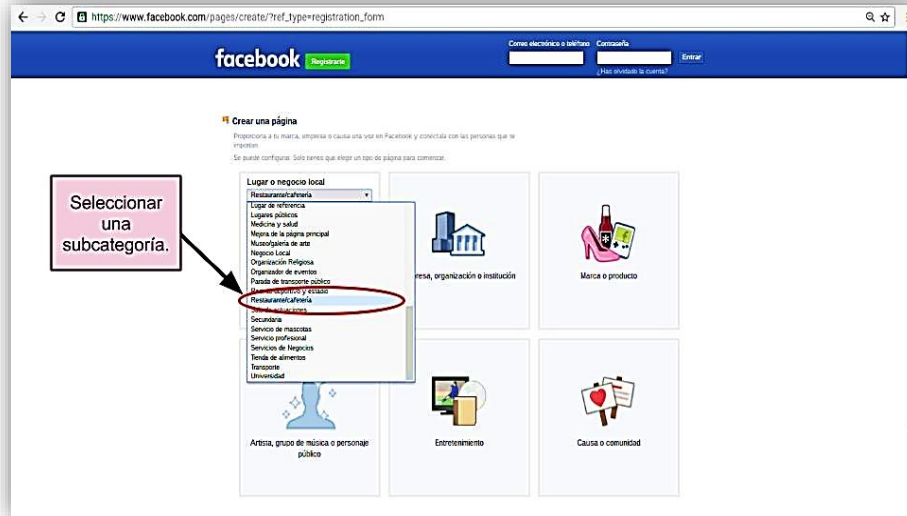 https://www.facebook.com/pages/create/?ref_type=registration_form
facebook
Registrarte
Correo electrónico o teléfono
Contraseña
Entrar
¿Has olvidado la cuenta?
Crear una página
Proporciona a tu marca, empresa o causa una voz en Facebook y conéctala con las personas que te
importan.
Se puede configurar. Solo tienes que elegir un tipo de página para comenzar.
Seleccionar
una
subcategoría.
Lugar o negocio local
Restaurante/cafetería
Lugar de referencia
Lugares públicos
Medicina y salud
Mejora de la página principal
Museo/galería de arte
Negocio Local
Organización Religiosa
Organizador de eventos
Parada de transporte público
deportivo y estadio
Restaurante/cafetería
Secundaria
Servicio de mascotas
Servicio profesional
Servicios de Negocios
Tienda de alimentos
Transporte
Universidad
resa, organización o institución
Marca o producto
Artista, grupo de música o personaje
público
Entretenimiento
Causa o comunidad